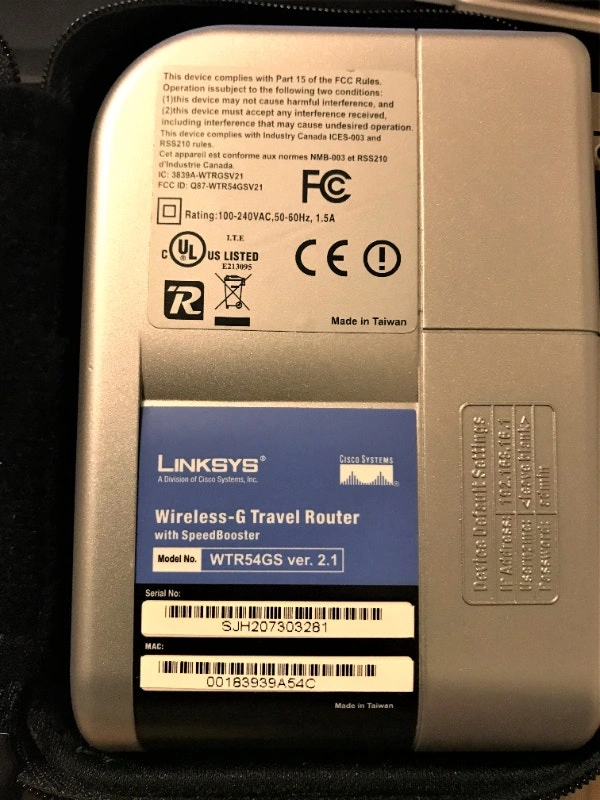 This device complies with Part 15 of the FCC Rules.
Operation issubject to the following two conditions:
(1)this device may not cause harmful interference, and
(2)this device must accept any interference received,
including interference that may cause undesired operation.
This device complies with Industry Canada ICES-003 and
RSS210 rules.
Cet appareil est conforme aux normes NMB-003 et RSS210
d'Industrie Canada.
IC: 3839A-WTRGSV21
FCC ID: Q87-WTR54GSV21
FC
Rating:100-240VAC,50-60Hz, 1.5A
I.T.E
C UL US LISTED
E213095
CE
R
Made in Taiwan
LINKSYS®
A Division of Cisco Systems, Inc.
CISCO SYSTEMS
®
Wireless-G Travel Router
with SpeedBooster
Model No. WTR54GS ver. 2.1
Serial No:
SJH207303281
MAC:
00183939A54C
Made in Taiwan
Device Default Settings
IP Address: 192.168.16.1
Username: <leave blank>
Password: admin